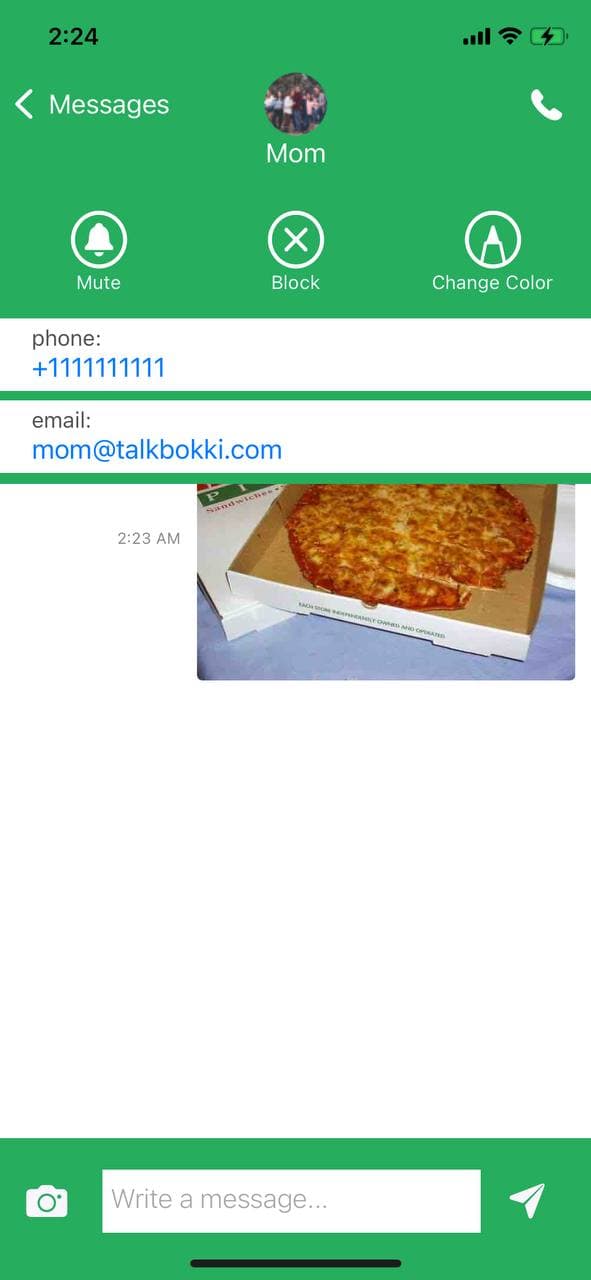 2:24
Messages
Mom
Mute
Block
Change Color
phone:
+1111111111
email:
mom@talkbokki.com
P I
Sandwiches
2:23 AM
EACH STORE INDEPENDENTLY OWNED AND OPERATED
Write a message...